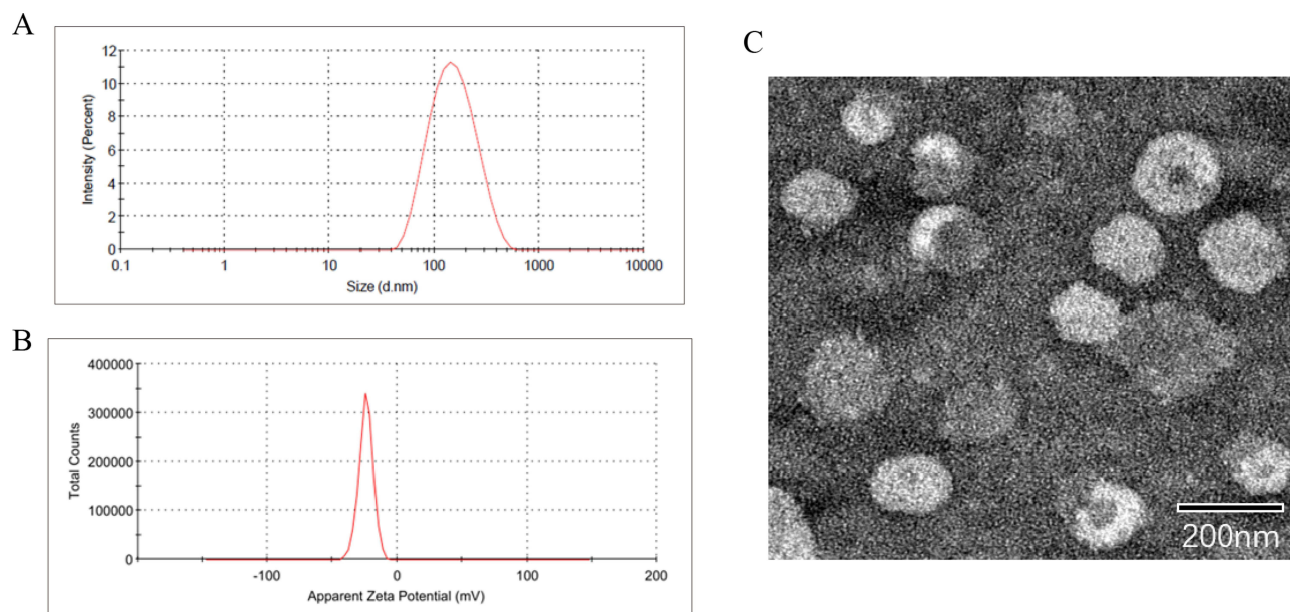 A
12
10
8
6
4
2
0
Intensity (Percent)
0.1 1 10 100 1000 10000
Size (d.nm)
B
400000
300000
200000
100000
0
Total Counts
-100 0 100 200
Apparent Zeta Potential (mV)
C
200nm